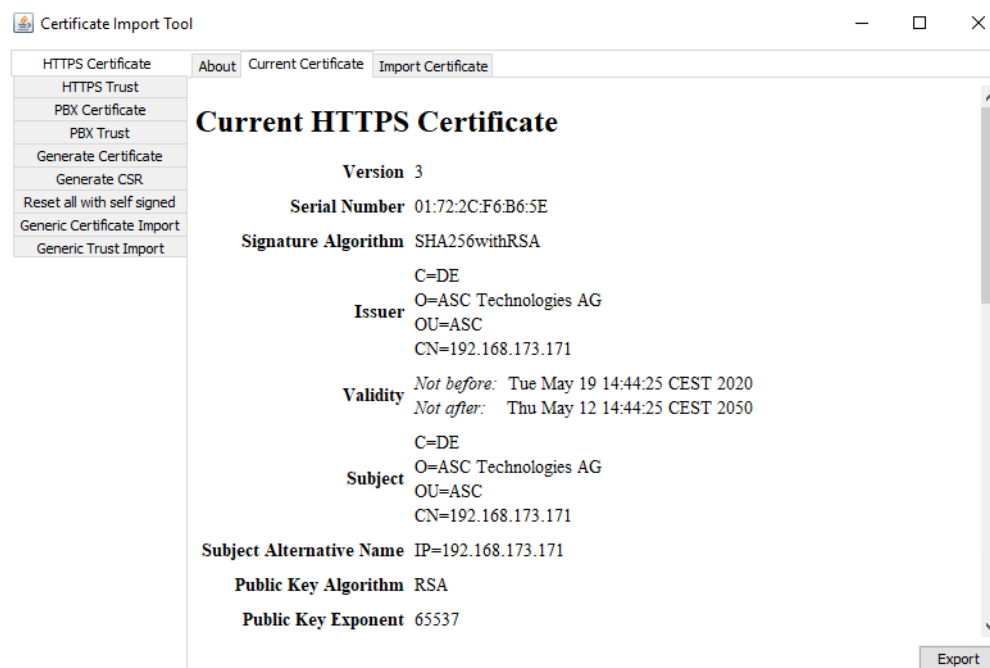 Certificate Import Tool
HTTPS Certificate
HTTPS Trust
PBX Certificate
PBX Trust
Generate Certificate
Generate CSR
Reset all with self signed
Generic Certificate Import
Generic Trust Import
About Current Certificate Import Certificate
Current HTTPS Certificate
Version 3
Serial Number 01:72:2C:F6:B6:5E
Signature Algorithm SHA256withRSA
Issuer
C=DE
O=ASC Technologies AG
OU=ASC
CN=192.168.173.171
Validity
Not before: Tue May 19 14:44:25 CEST 2020
Not after: Thu May 12 14:44:25 CEST 2050
Subject
C=DE
O=ASC Technologies AG
OU=ASC
CN=192.168.173.171
Subject Alternative Name IP=192.168.173.171
Public Key Algorithm RSA
Public Key Exponent 65537
Export